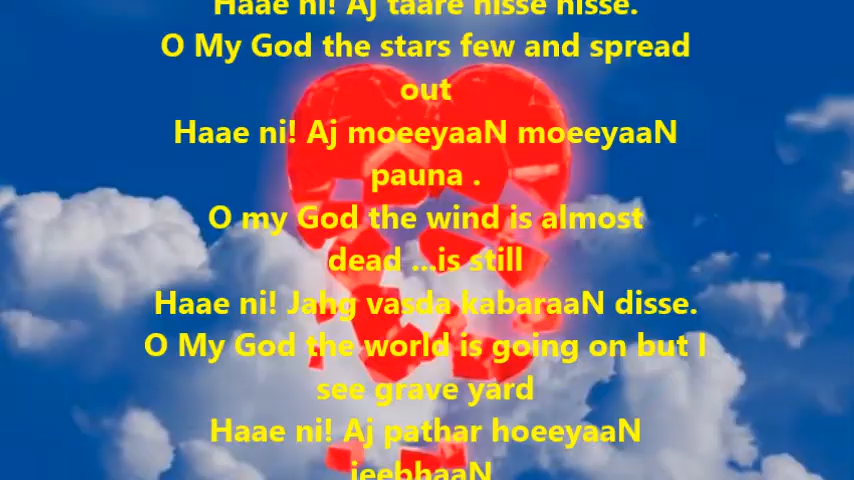 Haae ni! Aj taare hisse hisse.
O My God the stars few and spread
out
Haae ni! Aj moeeyaaN moeeyaaN
pauna .
O my God the wind is almost
dead ...is still
Haae ni! Jahg vasda kabaraaN disse.
O My God the world is going on but I
see grave yard
Haae ni! Aj pathar hoeeyaaN
jeebhaaN